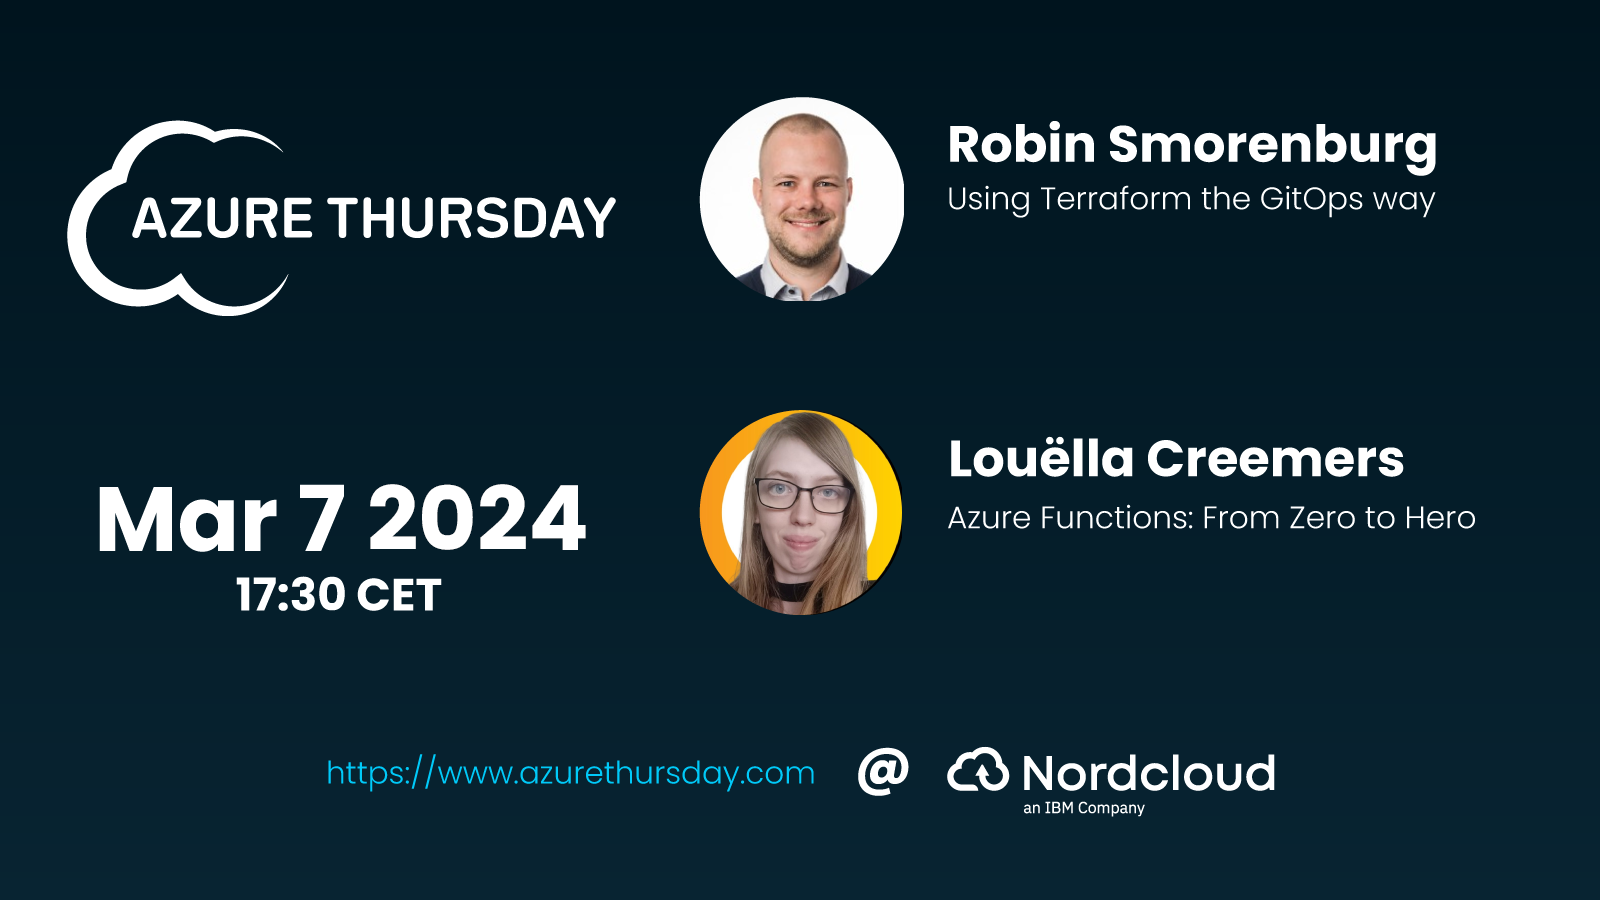 AZURE THURSDAY
Mar 7 2024
17:30 CET
Robin Smorenburg
Using Terraform the GitOps way
Louëlla Creemers
Azure Functions: From Zero to Hero
https://www.azurethursday.com @ Nordcloud
an IBM Company